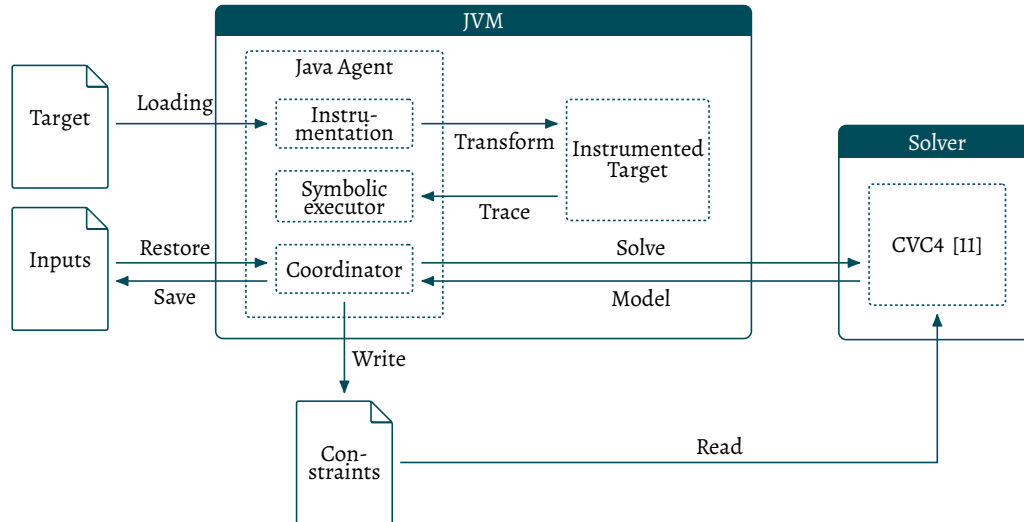 JVM
Java Agent
Target
Loading
Instru-
mentation
Transform
Instrumented
Target
Solver
Symbolic
executor
Trace
Inputs
Restore
Save
Coordinator
Solve
Model
CVC4 [11]
Write
Con-
straints
Read